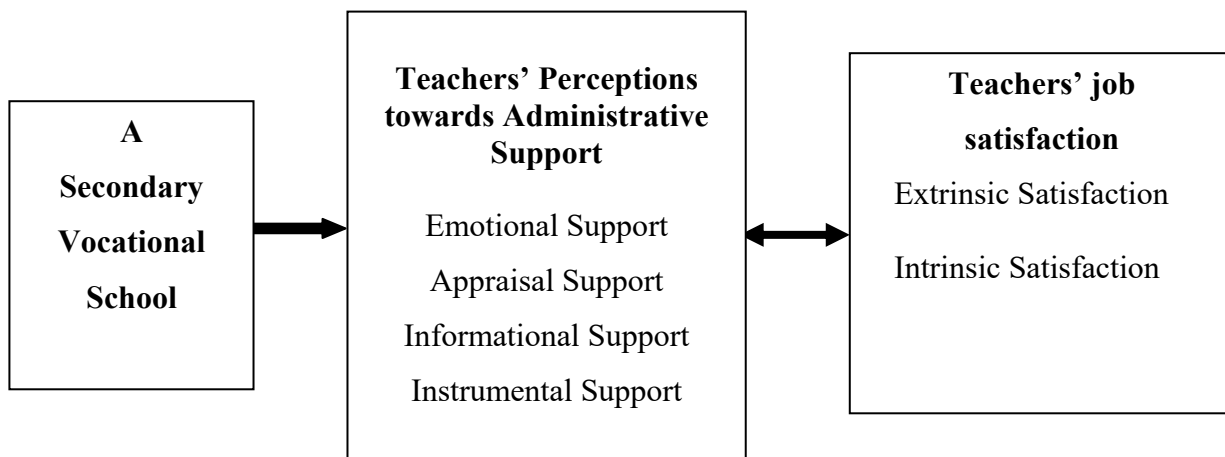 A
Secondary
Vocational
School
Teachers’ Perceptions
towards Administrative
Support
Emotional Support
Appraisal Support
Informational Support
Instrumental Support
Teachers’ job
satisfaction
Extrinsic Satisfaction
Intrinsic Satisfaction